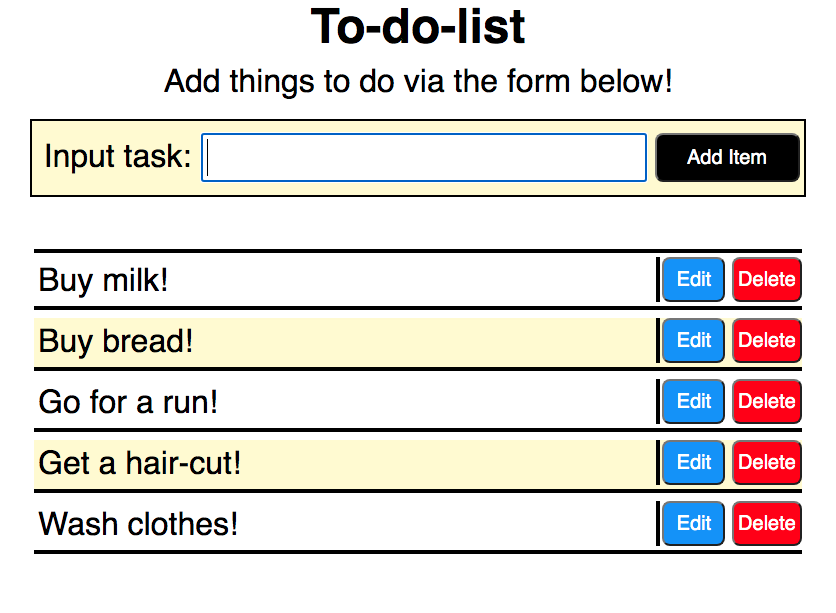 To-do-list
Add things to do via the form below!
Input task: Add Item
Buy milk! Edit Delete
Buy bread! Edit Delete
Go for a run! Edit Delete
Get a hair-cut! Edit Delete
Wash clothes! Edit Delete